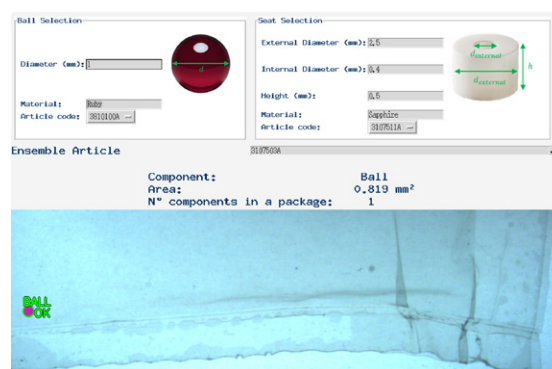 Ball Selection
Diameter (mm): 1
d
Material: Ruby
Article code: 3810100A
Seat Selection
External Diameter (mm): 2.5
Internal Diameter (mm): 0.4
Height (mm): 0.5
Material: Sapphire
Article code: 3107511A
dinternal
dexternal
h
Ensemble Article 3107503A
Component: Ball
Area: 0.819 mm²
N° components in a package: 1
BALL
OK